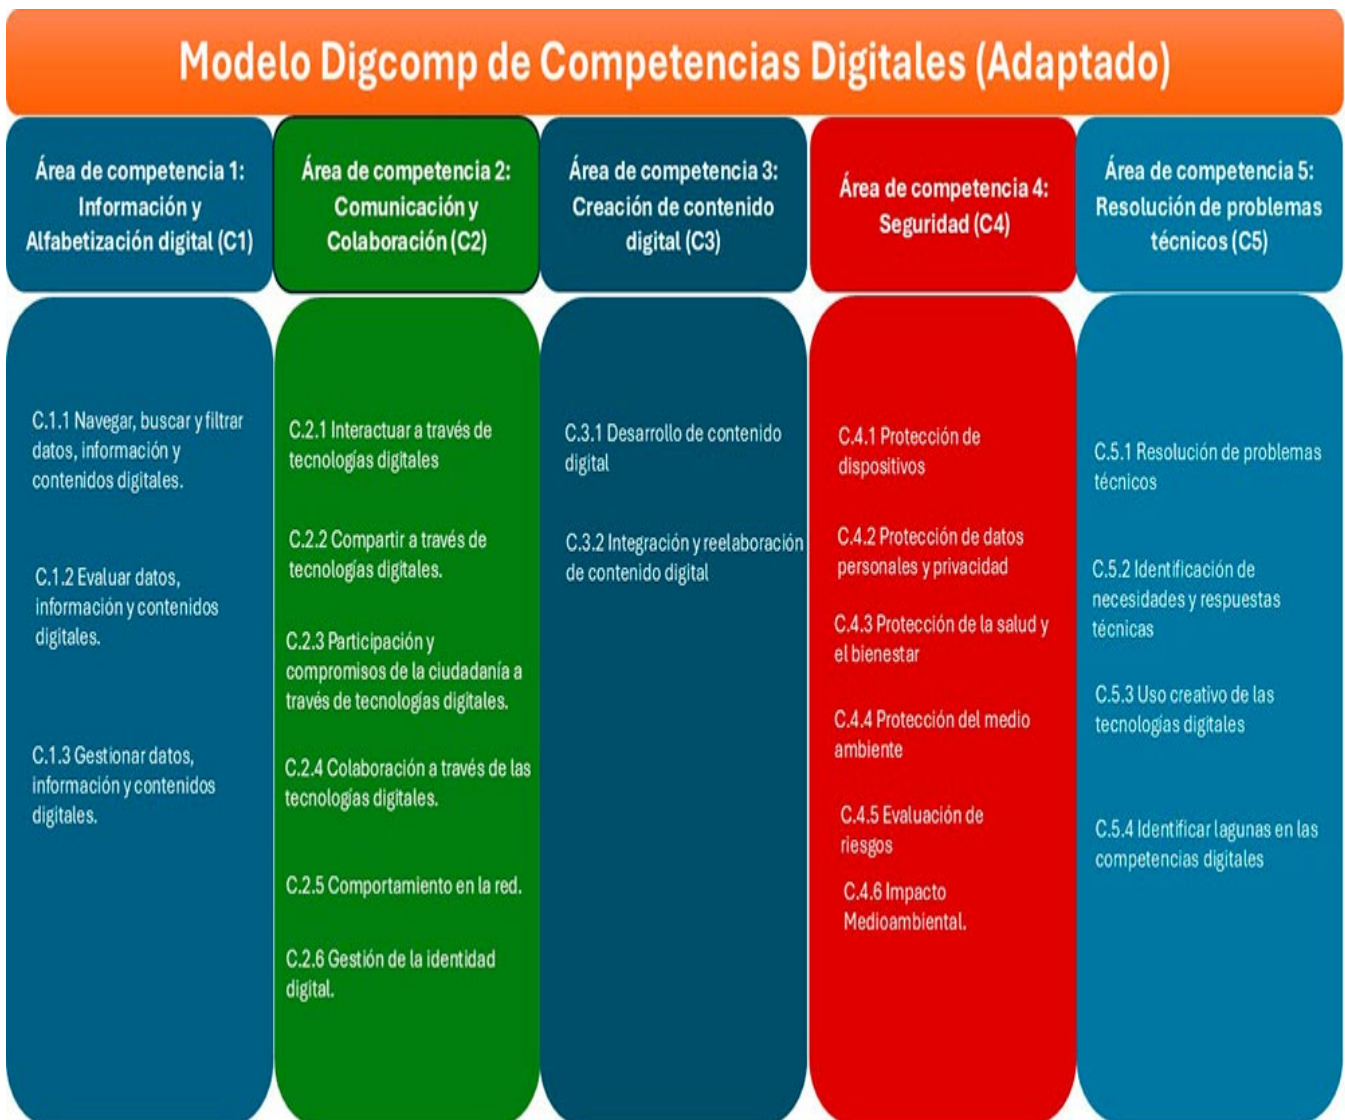 Modelo Digcomp de Competencias Digitales (Adaptado)
Área de competencia 1:
Información y
Alfabetización digital (C1)
Área de competencia 2:
Comunicación y
Colaboración (C2)
Área de competencia 3:
Creación de contenido
digital (C3)
Área de competencia 4:
Seguridad (C4)
Área de competencia 5:
Resolución de problemas
técnicos (C5)
C.1.1 Navegar, buscar y filtrar
datos, información y
contenidos digitales.
C.1.2 Evaluar datos,
información y contenidos
digitales.
C.1.3 Gestionar datos,
información y contenidos
digitales.
C.2.1 Interactuar a través de
tecnologías digitales
C.2.2 Compartir a través de
tecnologías digitales.
C.2.3 Participación y
compromisos de la ciudadanía a
través de tecnologías digitales.
C.2.4 Colaboración a través de las
tecnologías digitales.
C.2.5 Comportamiento en la red.
C.2.6 Gestión de la identidad
digital.
C.3.1 Desarrollo de contenido
digital
C.3.2 Integración y reelaboración
de contenido digital
C.4.1 Protección de
dispositivos
C.4.2 Protección de datos
personales y privacidad
C.4.3 Protección de la salud y
el bienestar
C.4.4 Protección del medio
ambiente
C.4.5 Evaluación de
riesgos
C.4.6 Impacto
Medioambiental.
C.5.1 Resolución de problemas
técnicos
C.5.2 Identificación de
necesidades y respuestas
técnicas
C.5.3 Uso creativo de las
tecnologías digitales
C.5.4 Identificar lagunas en las
competencias digitales